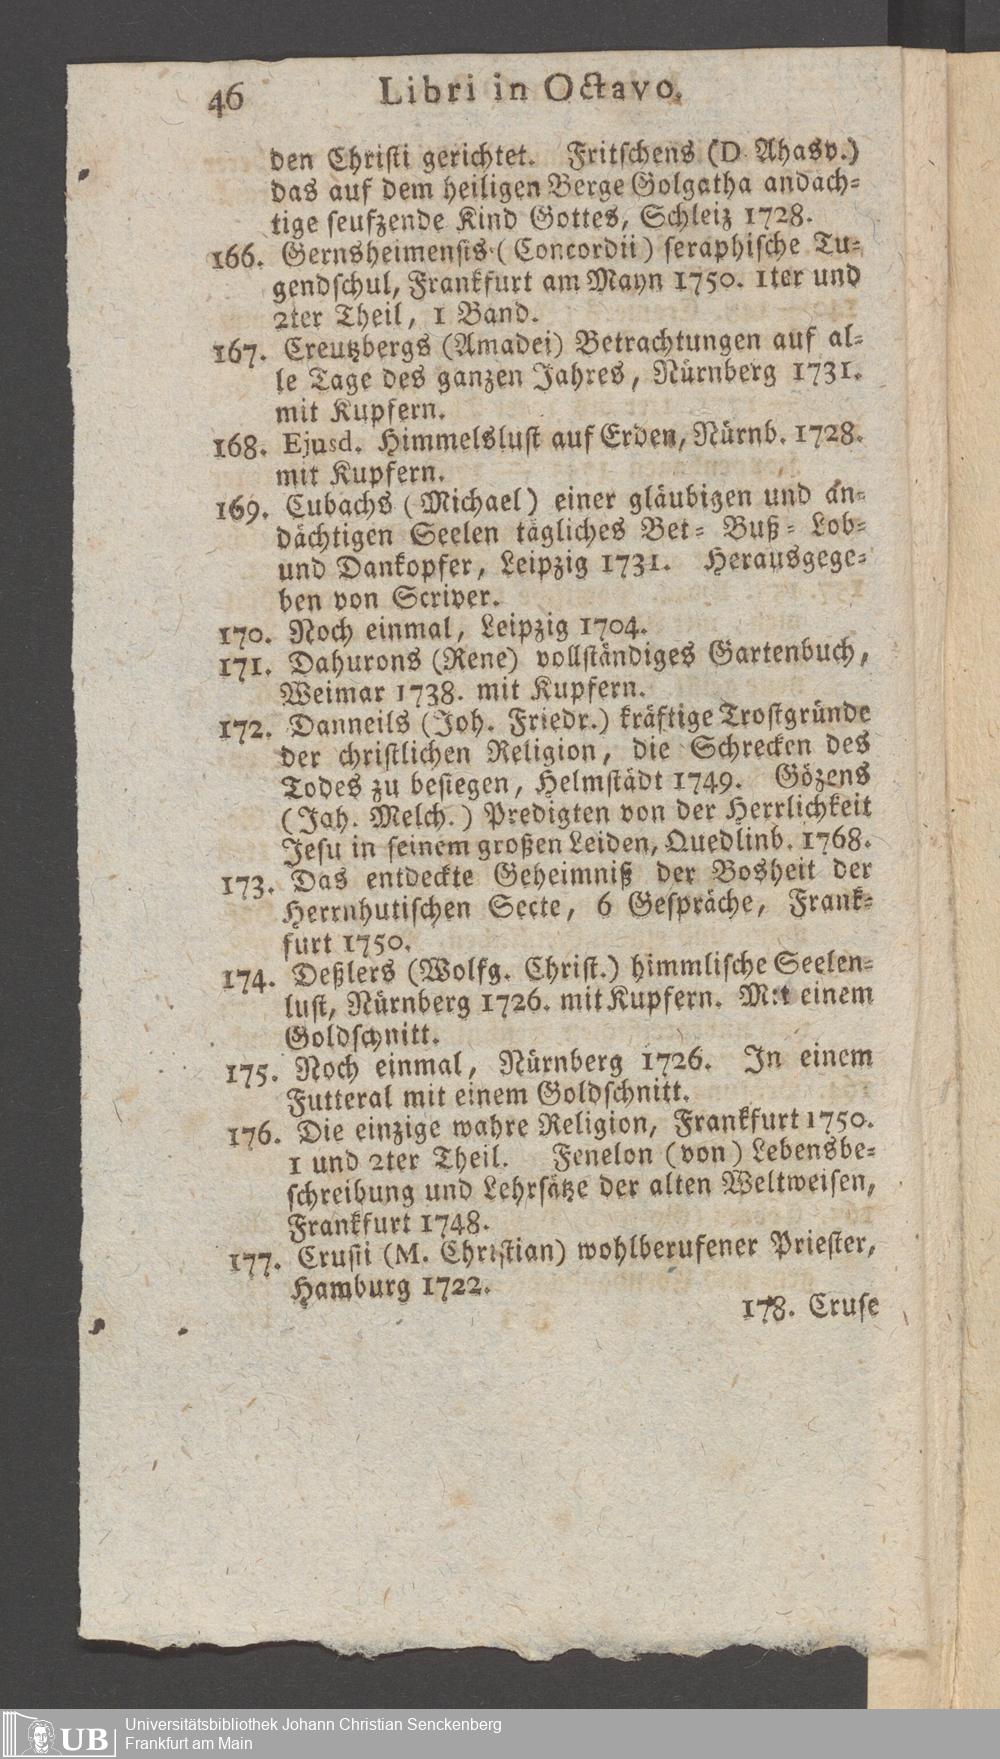 46 Libri in Octavo.
den Christi gerichtet. Fritschens (D. Ahasv.)
das auf dem heiligen Berge Golgatha andäch-
tige seufzende Kind Gottes, Schleiz 1728.
166. Gernsheimensis (Concordii) seraphische Tu-
gendschul, Frankfurt am Mayn 1750. 1ter und
2ter Theil, 1 Band.
167. Creutzbergs (Amadei) Betrachtungen auf al-
le Tage des ganzen Jahres, Nürnberg 1731.
mit Kupfern.
168. Ejusd. Himmelslust auf Erden, Nürnb. 1728.
mit Kupfern.
169. Cubachs (Michael) einer gläubigen und an-
dächtigen Seelen tägliches Bet- Buß- Lob-
und Dankopfer, Leipzig 1731. Herausgege-
ben von Scriver.
170. Noch einmal, Leipzig 1704.
171. Dahurons (Rene) vollständiges Gartenbuch,
Weimar 1738. mit Kupfern.
172. Danneils (Joh. Friedr.) kräftige Trostgründe
der christlichen Religion, die Schrecken des
Todes zu besiegen, Helmstädt 1749. Gözens
(Jah. Melch.) Predigten von der Herrlichkeit
Jesu in seinem großen Leiden, Quedlinb. 1768.
173. Das entdeckte Geheimniß der Bosheit der
Herrnhutischen Secte, 6 Gespräche, Frank-
furt 1750.
174. Deßlers (Wolfg. Christ.) himmlische Seelen-
lust, Nürnberg 1726. mit Kupfern. Mit einem
Goldschnitt.
175. Noch einmal, Nürnberg 1726. In einem
Futteral mit einem Goldschnitt.
176. Die einzige wahre Religion, Frankfurt 1750.
1 und 2ter Theil. Fenelon (von) Lebensbe-
schreibung und Lehrsätze der alten Weltweisen,
Frankfurt 1748.
177. Crusii (M. Christian) wohlberufener Priester,
Hamburg 1722.
178. Cruse
UB Universitätsbibliothek Johann Christian Senckenberg
Frankfurt am Main